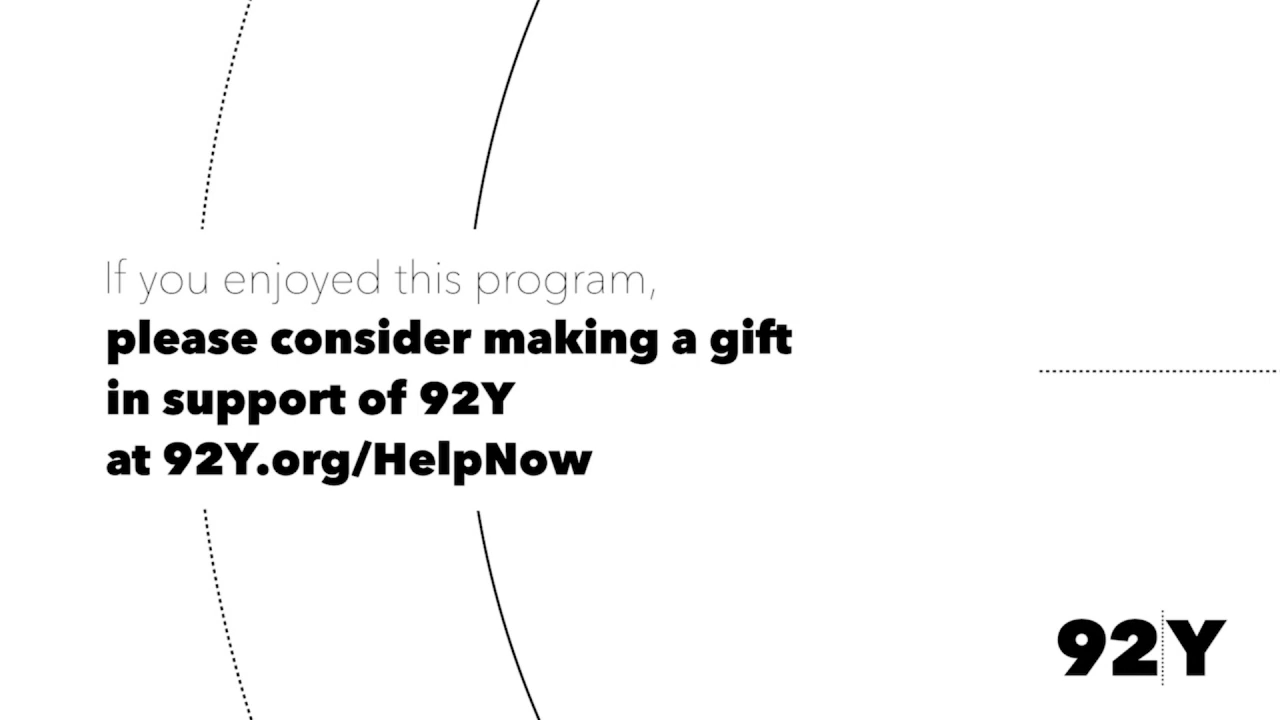 If you enjoyed this program,
please consider making a gift
in support of 92Y
at 92Y.org/HelpNow
92Y